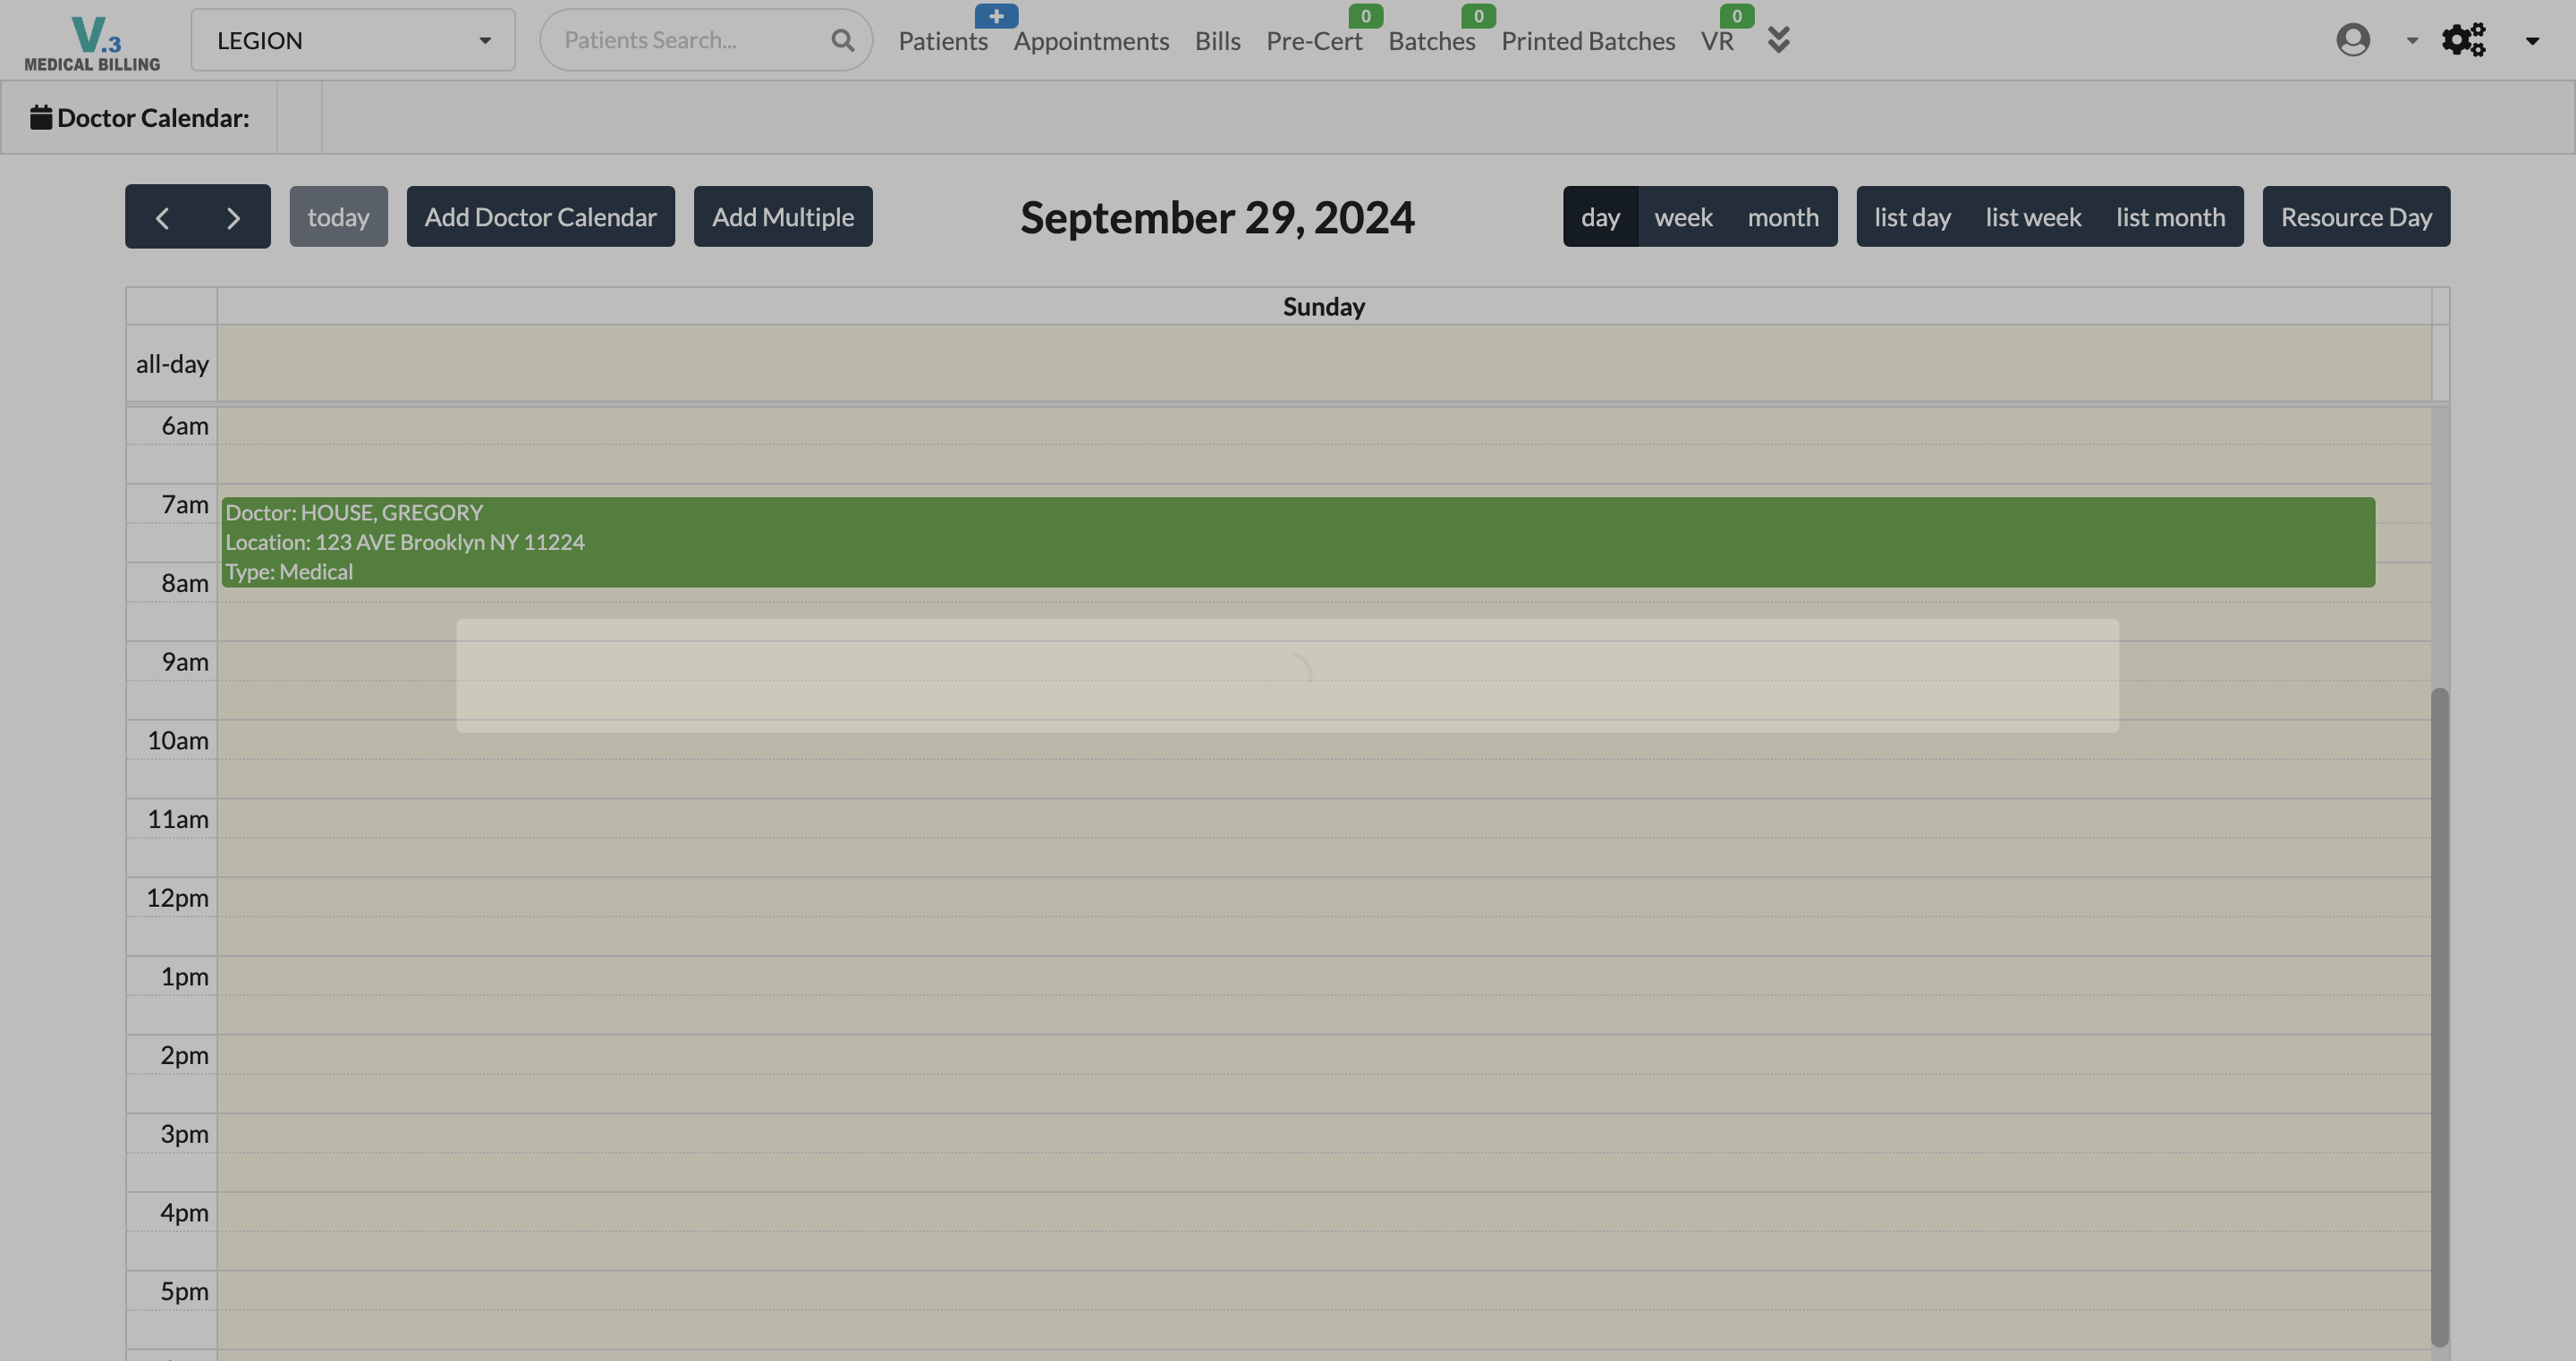 V.3
MEDICAL BILLING
LEGION
Patients Search...
Patients
Appointments
Bills
0
Pre-Cert
0
Batches
Printed Batches
0
VR
Doctor Calendar:
today
Add Doctor Calendar
Add Multiple
September 29, 2024
day
week
month
list day
list week
list month
Resource Day
Sunday
all-day
6am
7am
Doctor: HOUSE, GREGORY
Location: 123 AVE Brooklyn NY 11224
Type: Medical
8am
9am
10am
11am
12pm
1pm
2pm
3pm
4pm
5pm